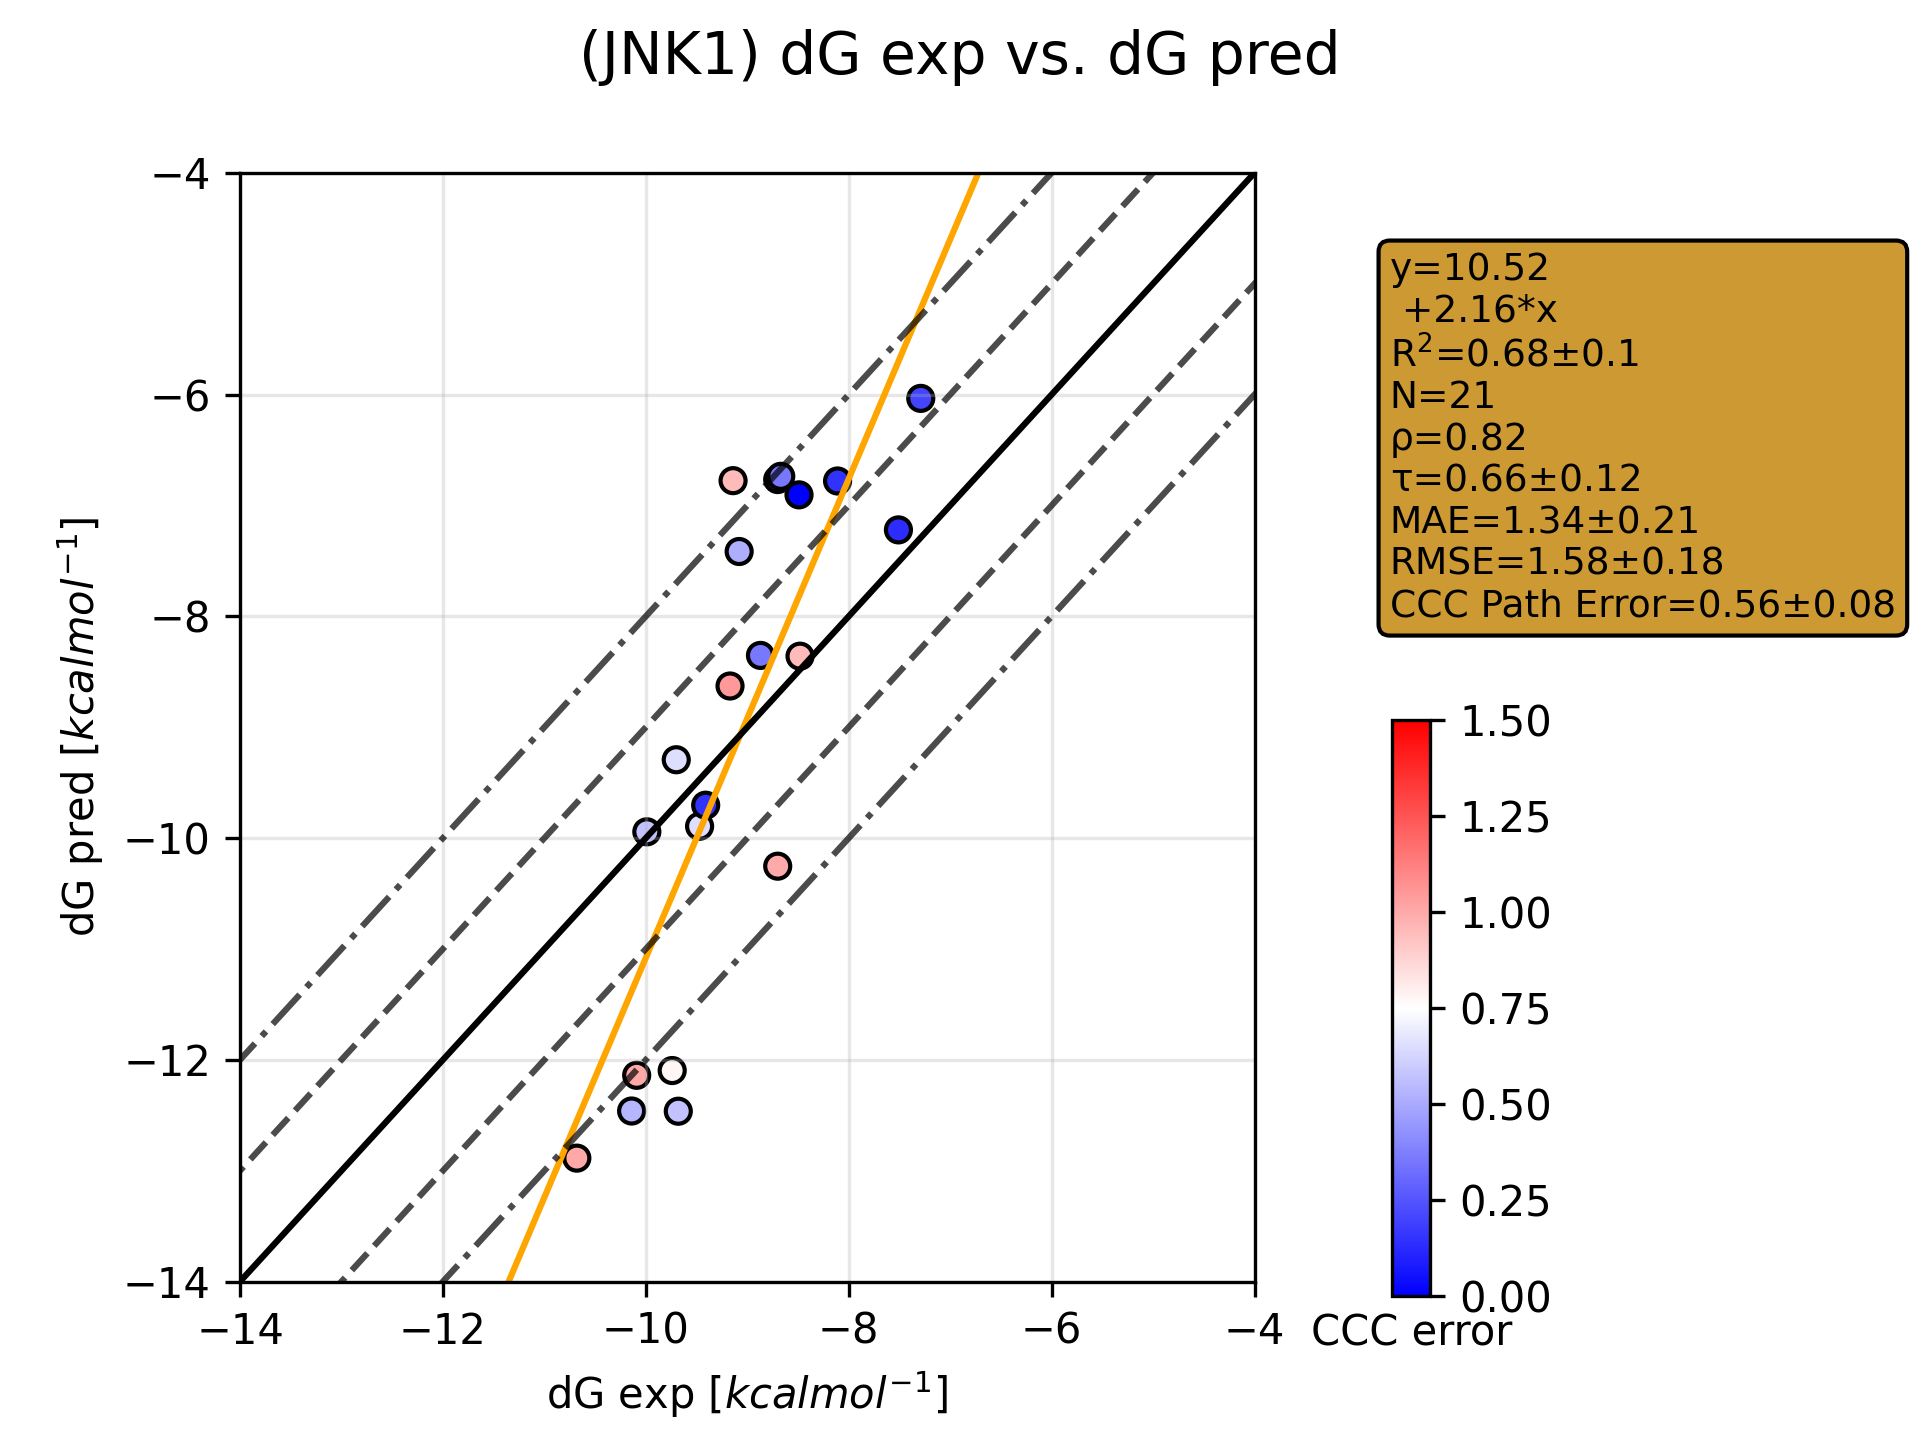 (JNK1) dG exp vs. dG pred
−4
−6
−8
−10
−12
−14
dG pred [kcalmol⁻¹]
−14
−12
−10
−8
−6
−4
dG exp [kcalmol⁻¹]
y=10.52
+2.16*x
R²=0.68±0.1
N=21
ρ=0.82
τ=0.66±0.12
MAE=1.34±0.21
RMSE=1.58±0.18
CCC Path Error=0.56±0.08
1.50
1.25
1.00
0.75
0.50
0.25
0.00
CCC error